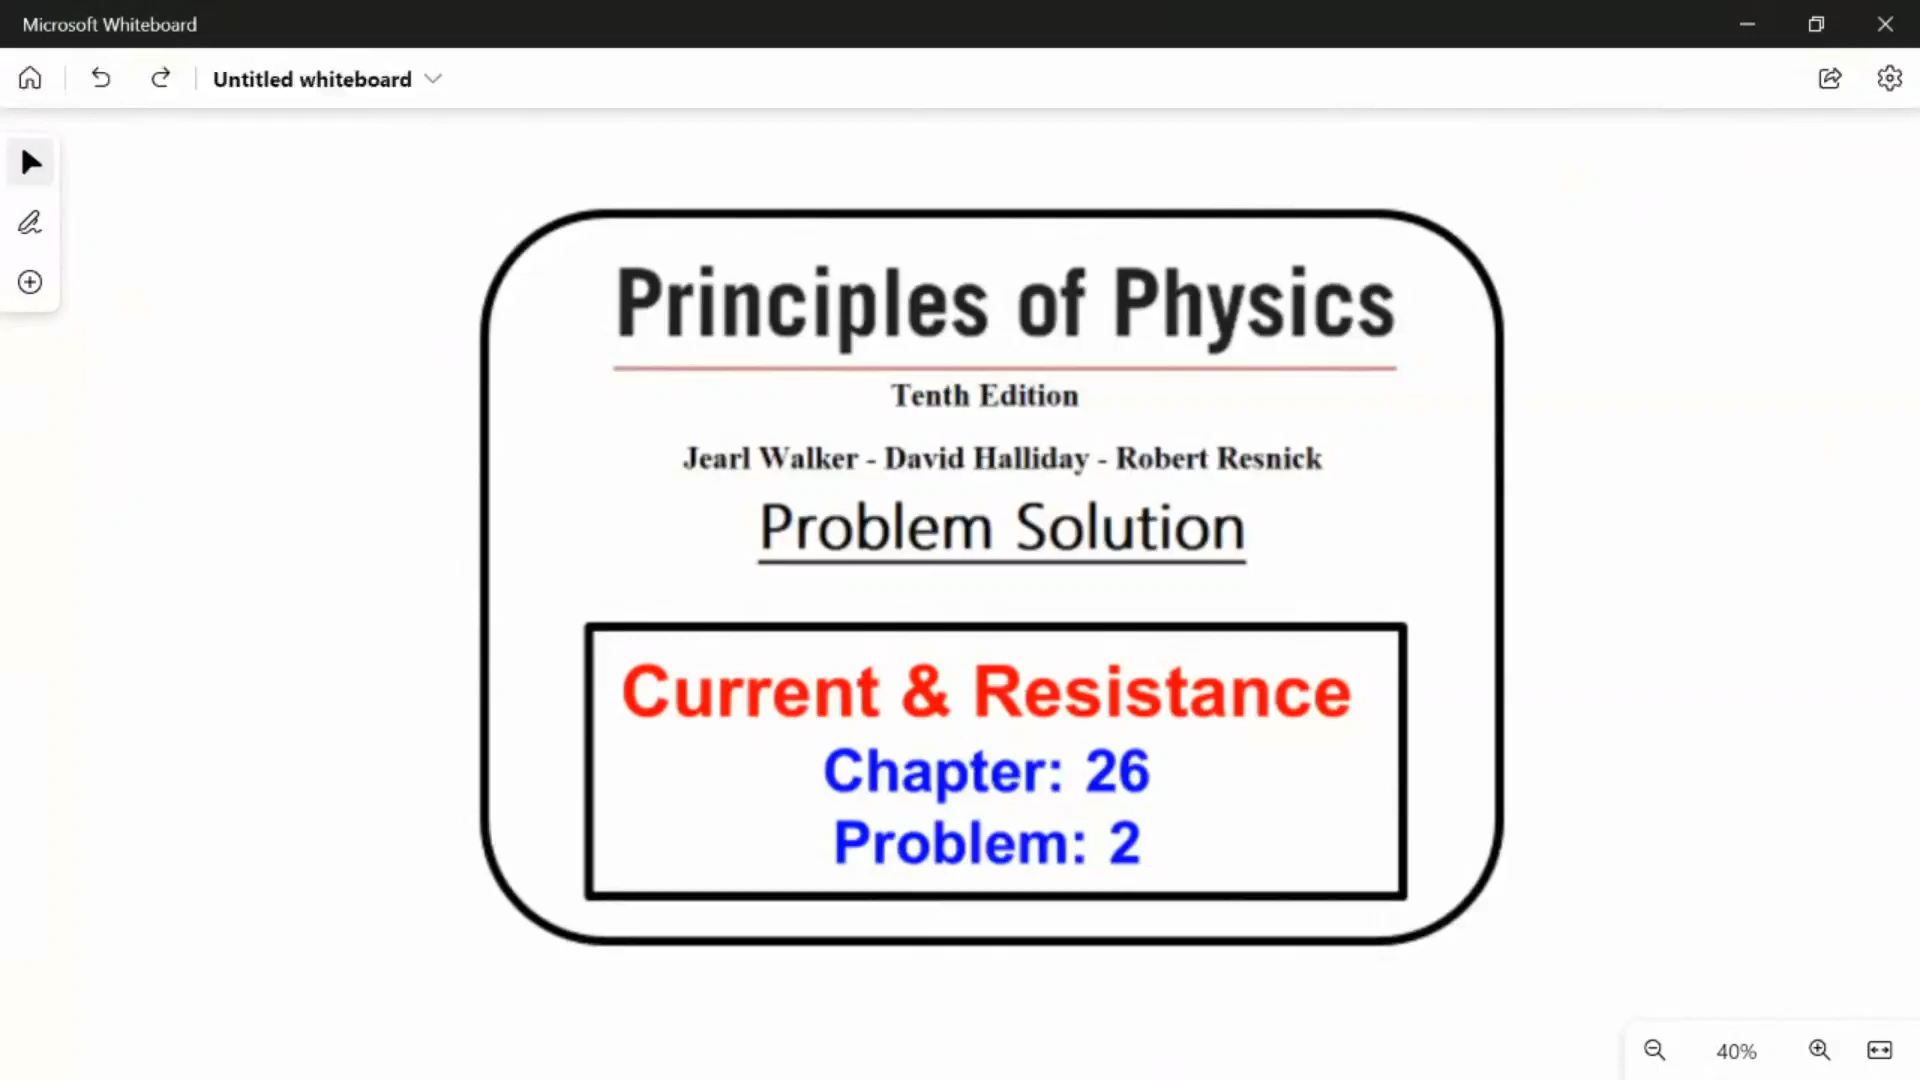 Microsoft Whiteboard
Untitled whiteboard
Principles of Physics
Tenth Edition
Jearl Walker - David Halliday - Robert Resnick
Problem Solution
Current & Resistance
Chapter: 26
Problem: 2
40%